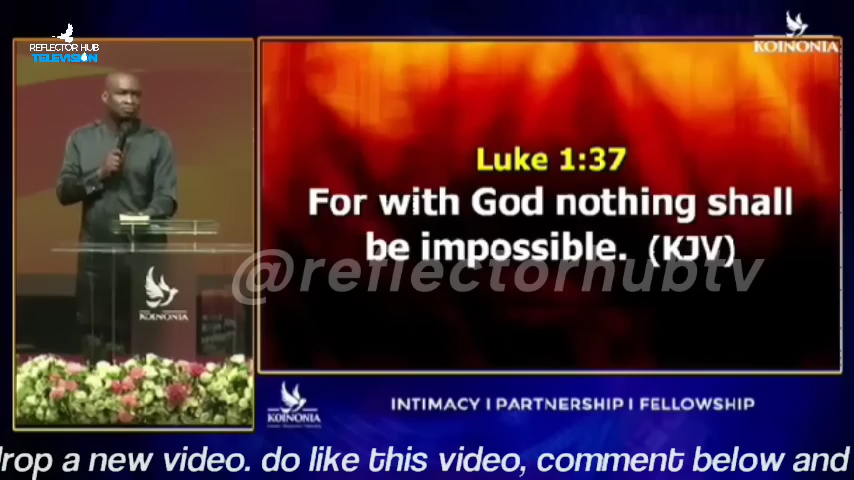 REFLECTOR HUB
TELEVISION
KOINONIA
Luke 1:37
For with God nothing shall
be impossible. (KJV)
@reflectorhubtv
KOINONIA
KOINONIA
INTIMACY I PARTNERSHIP I FELLOWSHIP
drop a new video. do like this video, comment below and